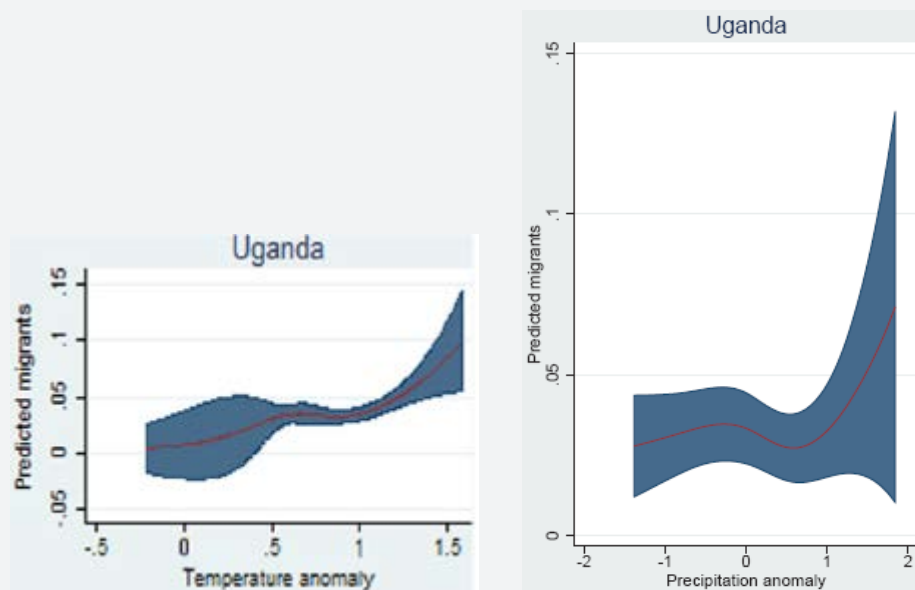 Uganda
.15
.1
.05
0
-.05
Predicted migrants
-.5 0 .5 1 1.5
Temperature anomaly
Uganda
.15
.1
.05
0
Predicted migrants
-2 -1 0 1 2
Precipitation anomaly